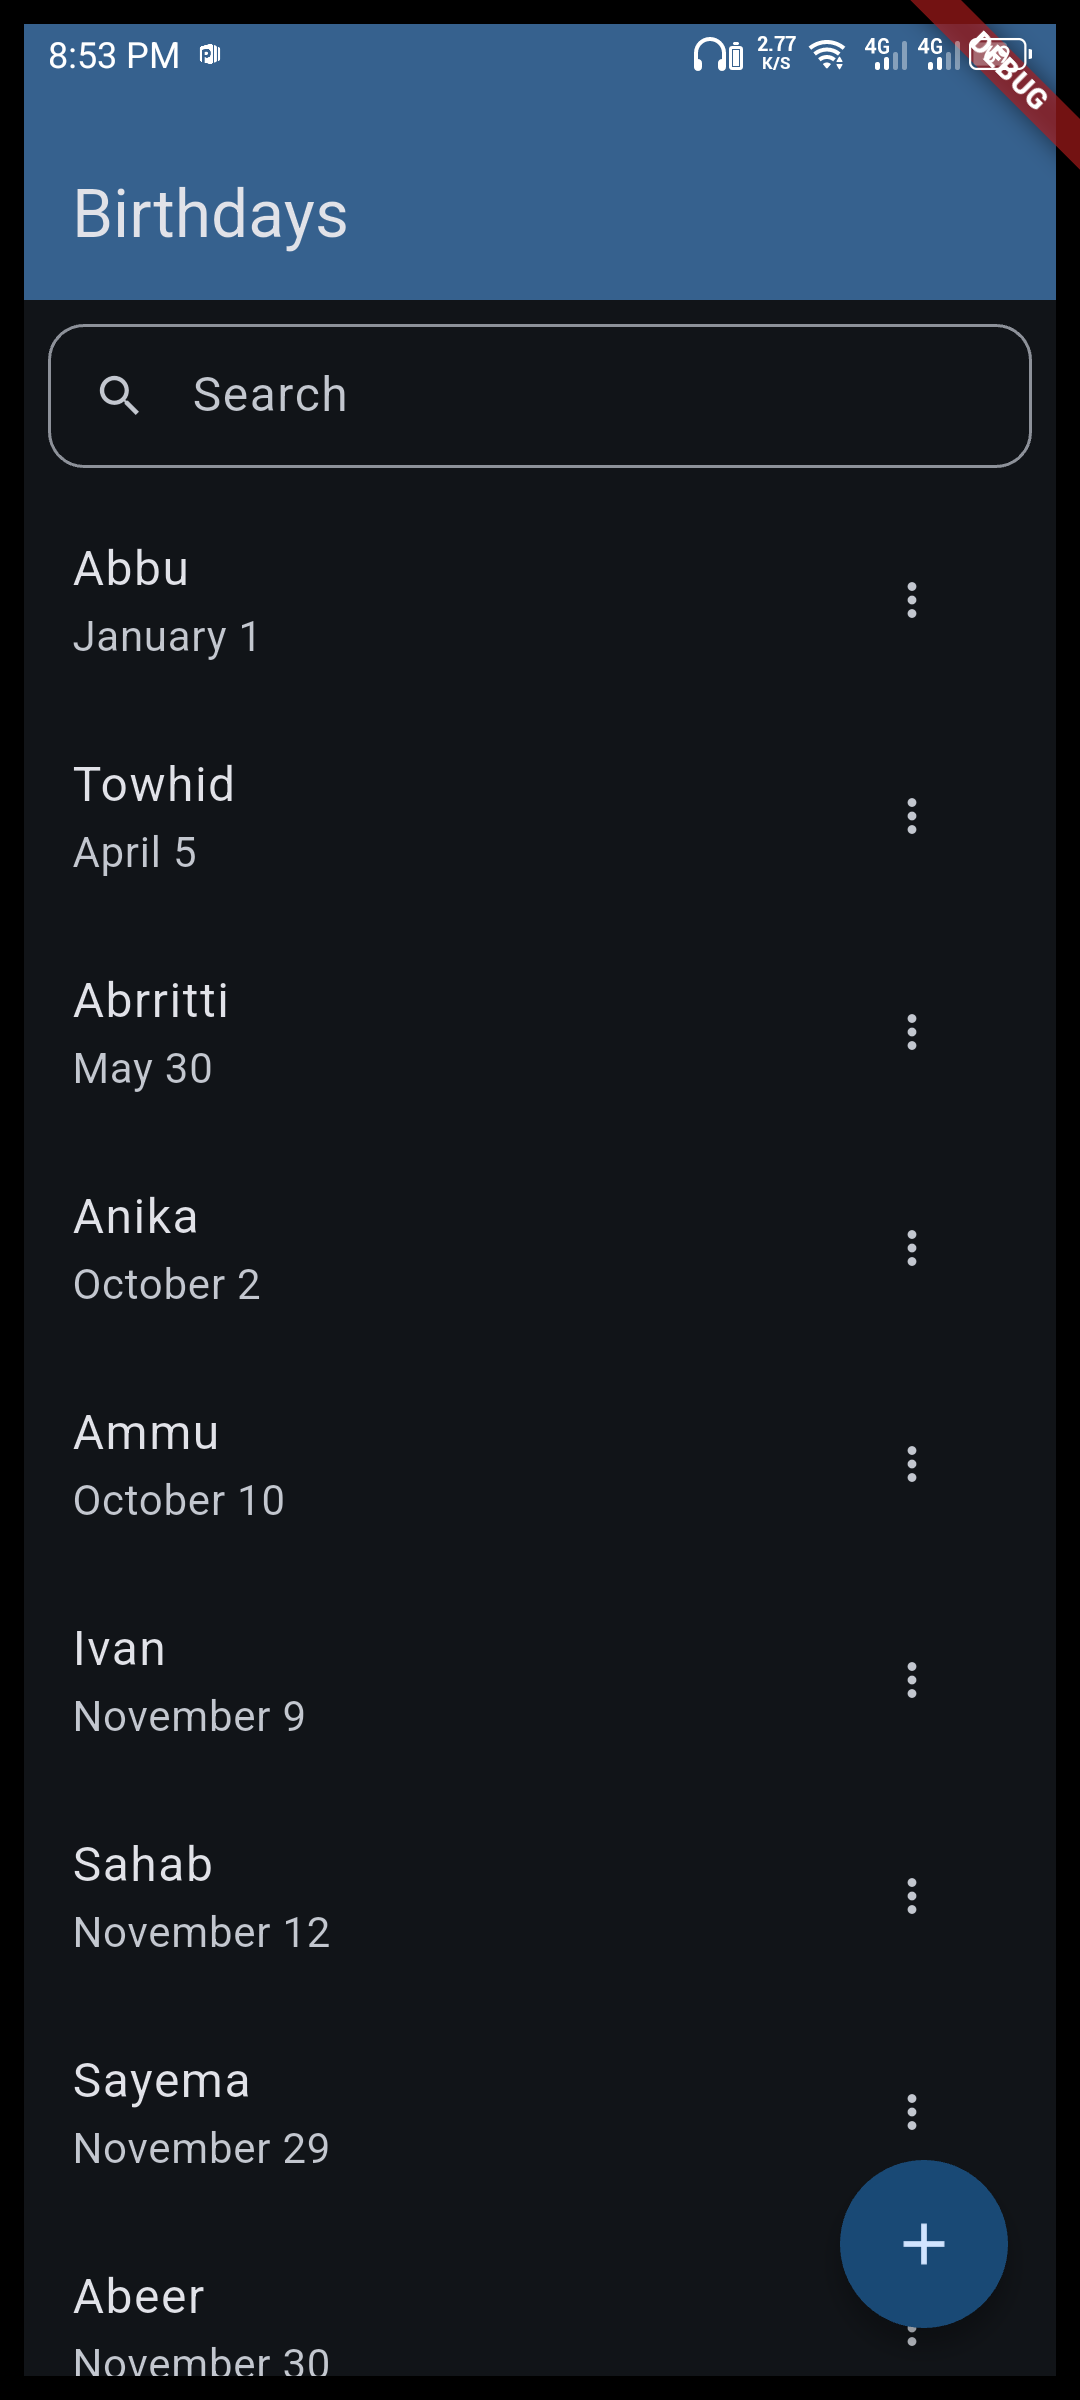 8:53 PM
2.77
K/S
4G
4G
DEBUG
Birthdays
Search
Abbu
January 1
Towhid
April 5
Abrritti
May 30
Anika
October 2
Ammu
October 10
Ivan
November 9
Sahab
November 12
Sayema
November 29
Abeer
November 30